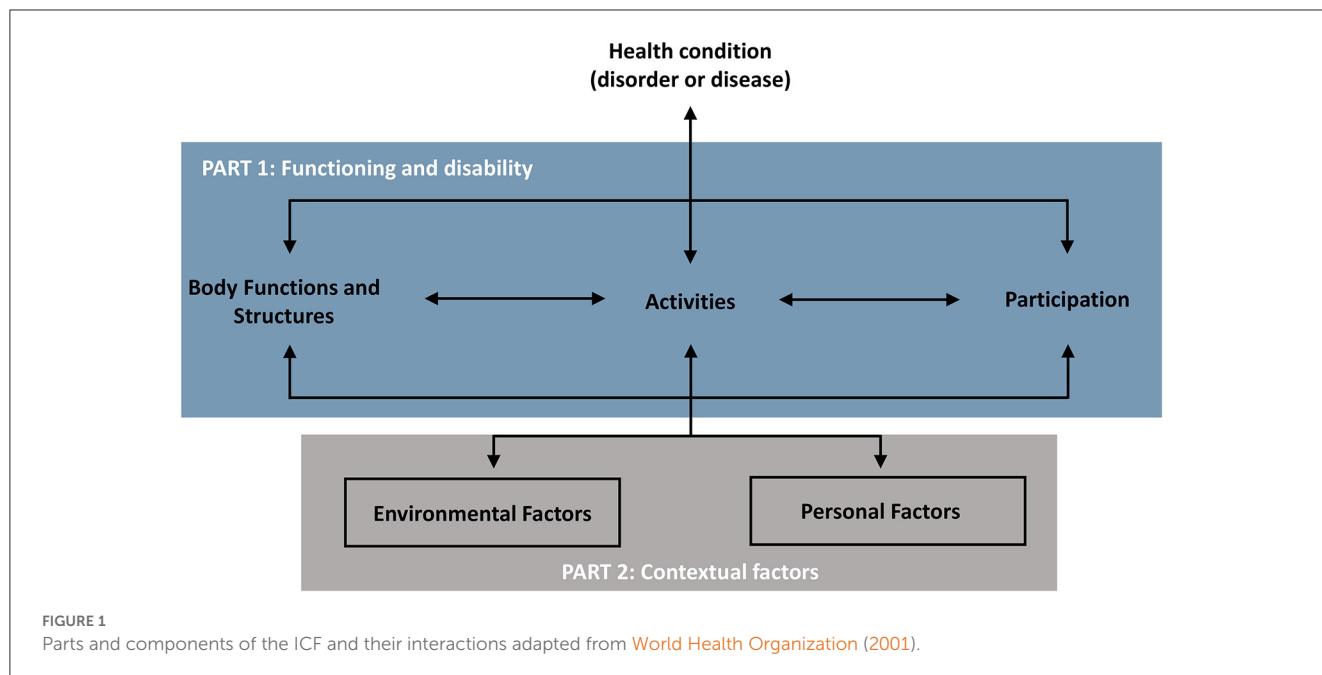 Health condition
(disorder or disease)
PART 1: Functioning and disability
Body Functions and
Structures
Activities
Participation
Environmental Factors
Personal Factors
PART 2: Contextual factors
FIGURE 1
Parts and components of the ICF and their interactions adapted from World Health Organization (2001).